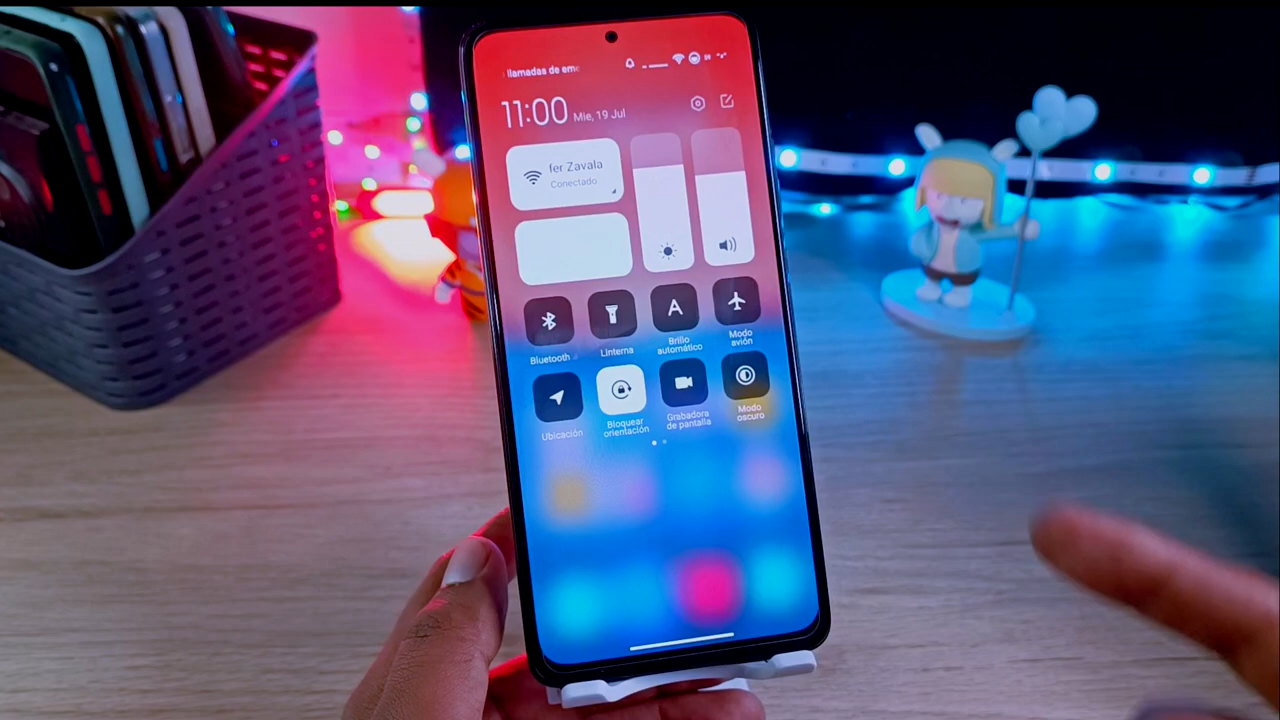 llamadas de eme
11:00 Mie, 19 Jul
fer Zavala
Conectado
Bluetooth
Linterna
A
Brillo
automático
Modo
avión
Ubicación
Bloquear
orientación
Grabadora
de pantalla
Modo
oscuro